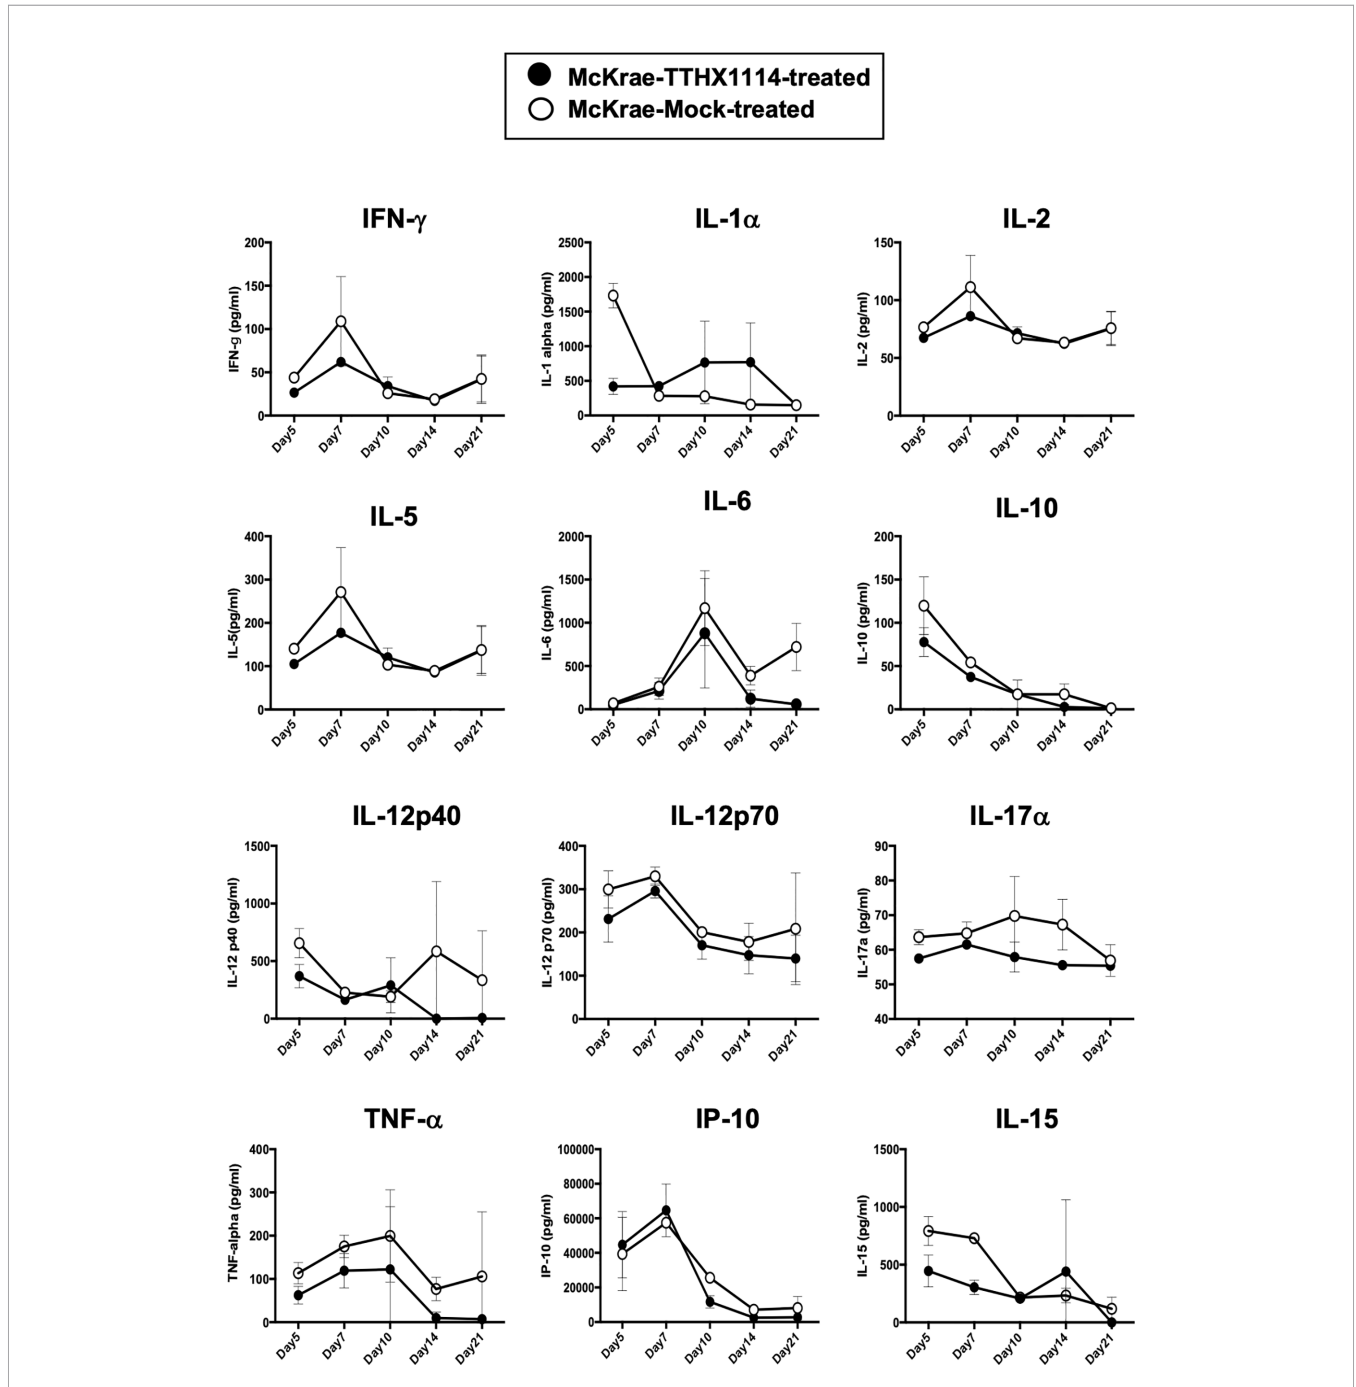 McKrae-TTHX1114-treated
McKrae-Mock-treated
IFN-γ
IFN-g (pg/ml)
200
150
100
50
0
Day5 Day7 Day10 Day14 Day21
IL-1α
IL-1 alpha (pg/ml)
2500
2000
1500
1000
500
0
Day5 Day7 Day10 Day14 Day21
IL-2
IL-2 (pg/ml)
150
100
50
0
Day5 Day7 Day10 Day14 Day21
IL-5
IL-5(pg/ml)
400
300
200
100
0
Day5 Day7 Day10 Day14 Day21
IL-6
IL-6 (pg/ml)
2000
1500
1000
500
0
Day5 Day7 Day10 Day14 Day21
IL-10
IL-10 (pg/ml)
200
150
100
50
0
Day5 Day7 Day10 Day14 Day21
IL-12p40
IL-12 p40 (pg/ml)
1500
1000
500
0
Day5 Day7 Day10 Day14 Day21
IL-12p70
IL-12 p70 (pg/ml)
400
300
200
100
0
Day5 Day7 Day10 Day14 Day21
IL-17α
IL-17a (pg/ml)
90
80
70
60
50
40
Day5 Day7 Day10 Day14 Day21
TNF-α
TNF-alpha (pg/ml)
400
300
200
100
0
Day5 Day7 Day10 Day14 Day21
IP-10
IP-10 (pg/ml)
100000
80000
60000
40000
20000
0
Day5 Day7 Day10 Day14 Day21
IL-15
IL-15 (pg/ml)
1500
1000
500
0
Day5 Day7 Day10 Day14 Day21